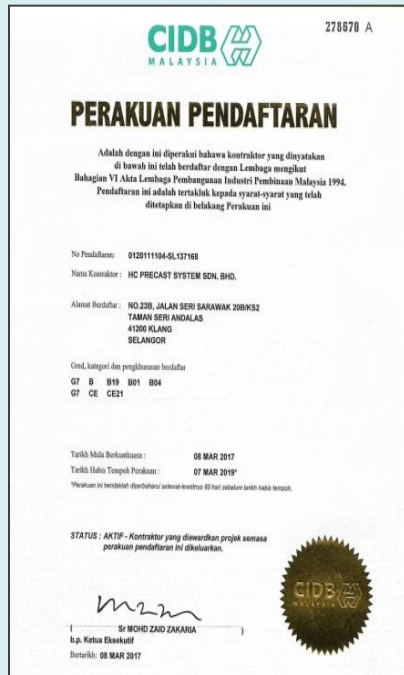 278670 A
CIDB
MALAYSIA
PERAKUAN PENDAFTARAN
Adalah dengan ini diperakui bahawa kontraktor yang dinyatakan
di bawah ini telah berdaftar dengan Lembaga mengikut
Bahagian VI Akta Lembaga Pembangunan Industri Pembinaan Malaysia 1994.
Pendaftaran ini adalah tertakluk kepada syarat-syarat yang telah
ditetapkan di belakang Perakuan ini
No Pendaftaran: 0120111104-SL137168
Nama Kontraktor : HC PRECAST SYSTEM SDN. BHD.
Alamat Berdaftar : NO.23B, JALAN SERI SARAWAK 20B/KS2
TAMAN SERI ANDALAS
41200 KLANG
SELANGOR
Gred, kategori dan pengkhususan berdaftar
G7 B B19 B01 B04
G7 CE CE21
Tarikh Mula Berkuatkuasa : 08 MAR 2017
Tarikh Habis Tempoh Perakuan : 07 MAR 2019*
*Perakuan ini hendaklah diperbaharui selewat-lewatnya 60 hari sebelum tarikh habis tempoh.
STATUS : AKTIF - Kontraktor yang diawardkan projek semasa
perakuan pendaftaran ini dikeluarkan.
( Sr MOHD ZAID ZAKARIA )
b.p. Ketua Eksekutif
Bertarikh: 08 MAR 2017
CIDB
MALAYSIA